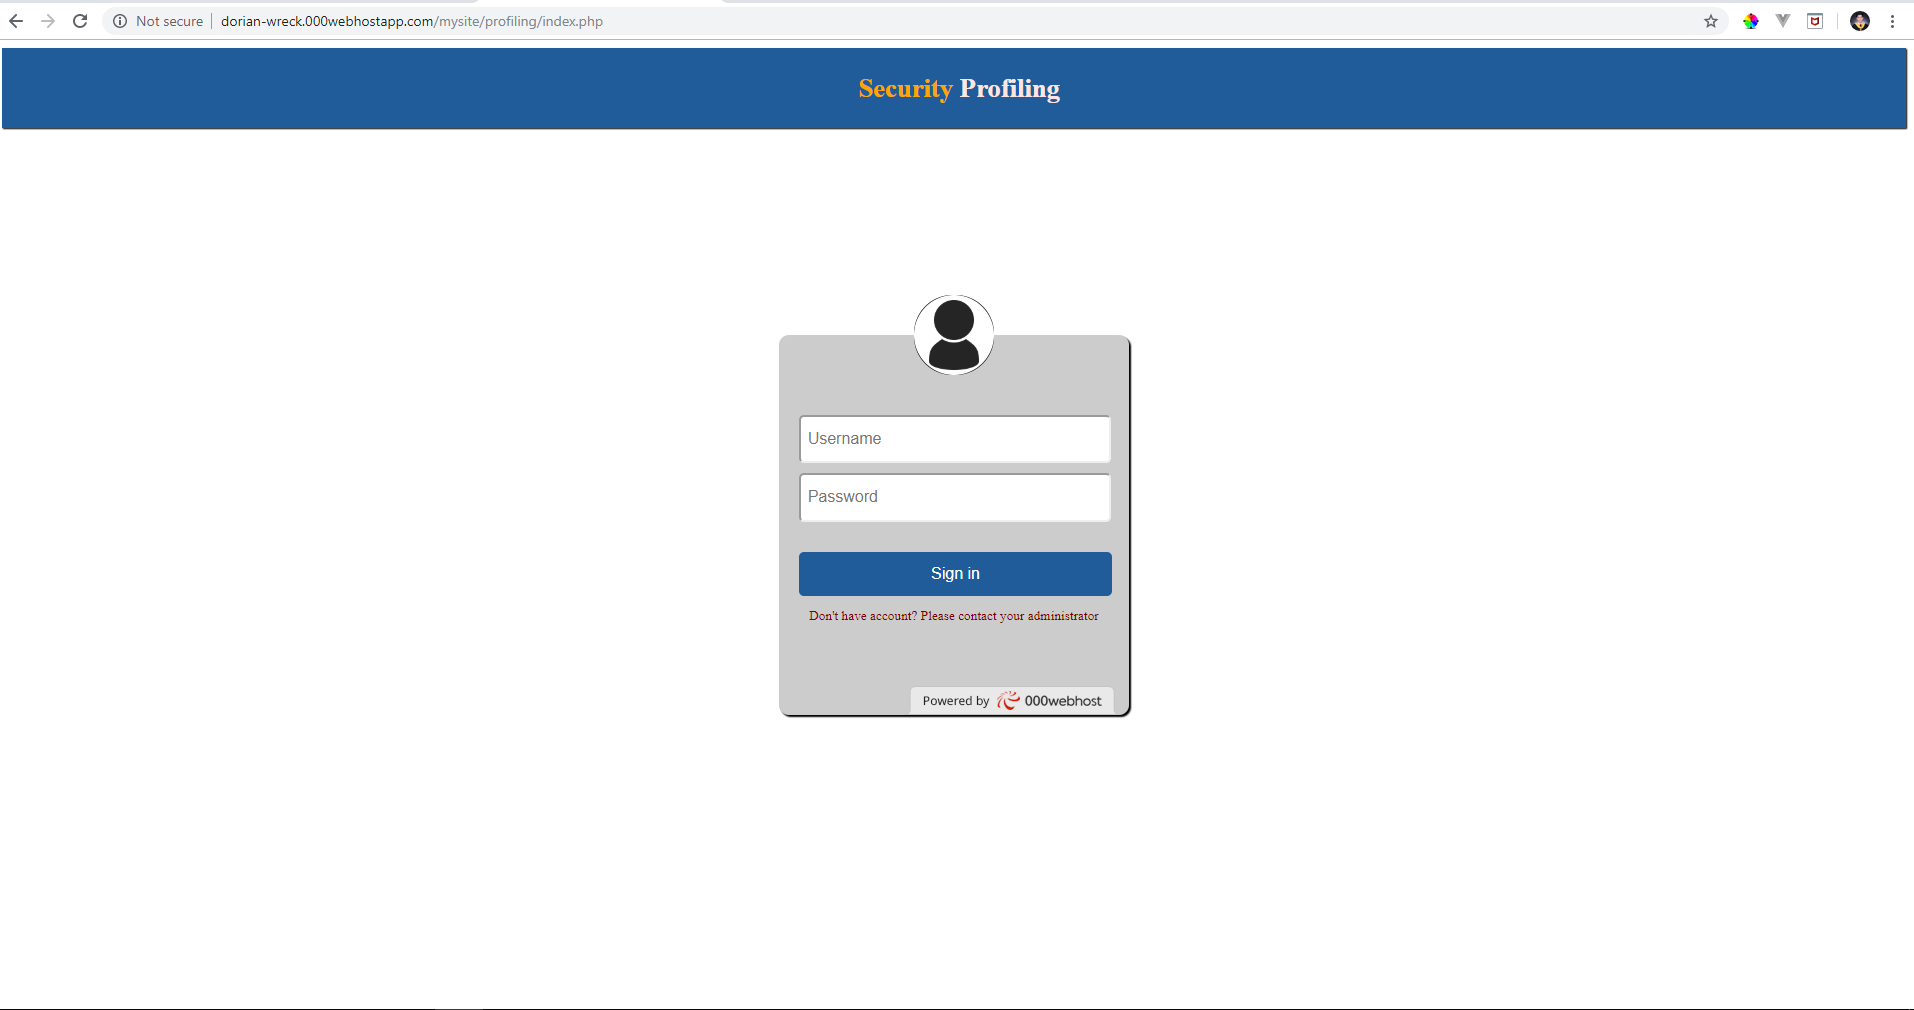 Not secure | dorian-wreck.000webhostapp.com/mysite/profiling/index.php
Security Profiling
Username
Password
Sign in
Don't have account? Please contact your administrator
Powered by 000webhost